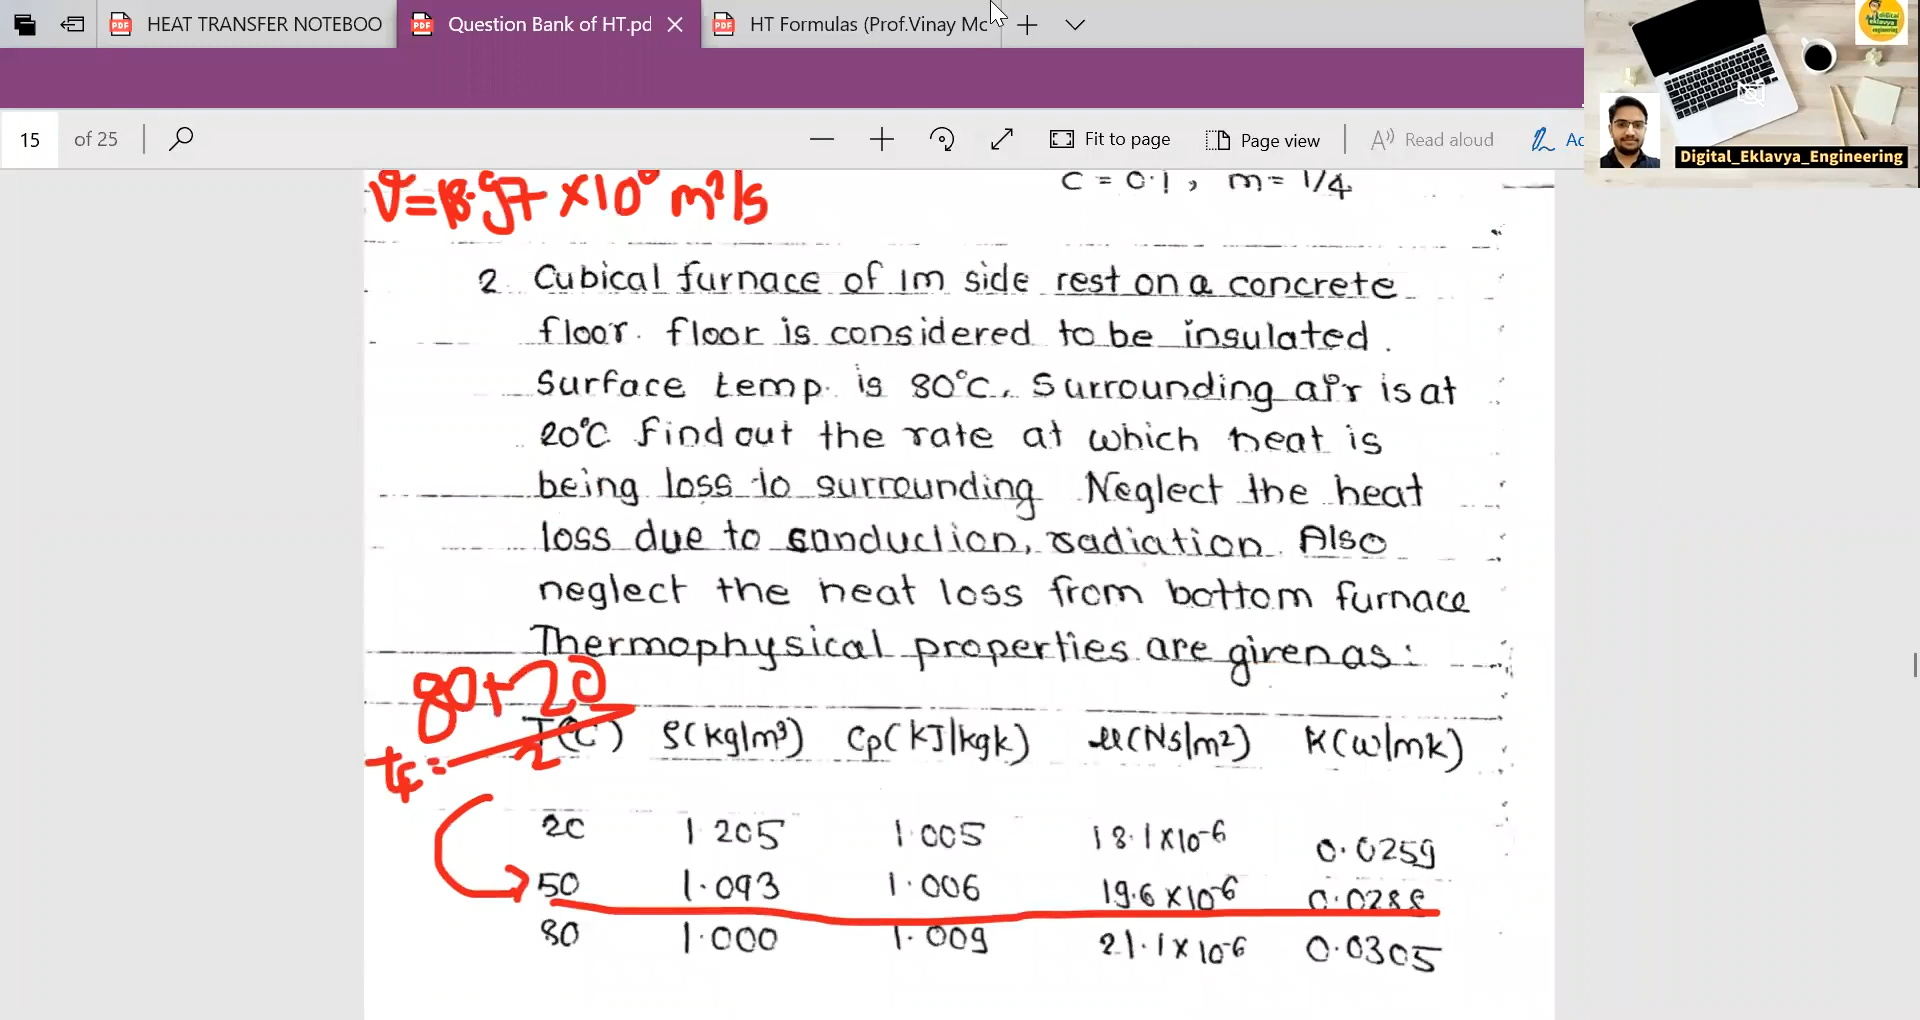 HEAT TRANSFER NOTEBOO
Question Bank of HT.pd
HT Formulas (Prof.Vinay Mc
15 of 25
Fit to page
Page view
Read aloud
digital eklavya engineering
Digital_Eklavya_Engineering
C = 0.1, m = 1/4
2. Cubical furnace of 1m side rest on a concrete
floor. floor is considered to be insulated.
Surface temp. is 80°C. Surrounding air is at
20°C find out the rate at which heat is
being loss to surrounding Neglect the heat
loss due to conduction, radiation. Also
neglect the heat loss from bottom furnace
Thermophysical properties are given as:
tf = 80+20/2
T(°C) ρ(kg/m³) Cp(KJ/kgk) μ(Ns/m²) K(w/mk)
20 1.205 1.005 18.1×10-6 0.0259
50 1.093 1.006 19.6×10-6 0.0288
80 1.000 1.009 21.1×10-6 0.0305